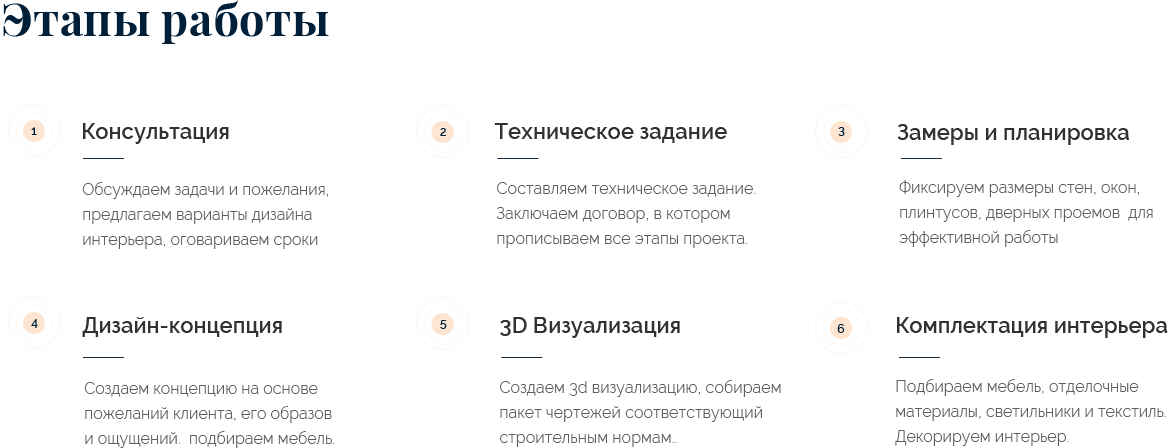 Этапы работы
1
Консультация
Обсуждаем задачи и пожелания,
предлагаем варианты дизайна
интерьера, оговариваем сроки
2
Техническое задание
Составляем техническое задание.
Заключаем договор, в котором
прописываем все этапы проекта.
3
Замеры и планировка
Фиксируем размеры стен, окон,
плинтусов, дверных проемов  для
эффективной работы
4
Дизайн-концепция
Создаем концепцию на основе
пожеланий клиента, его образов
и ощущений.  подбираем мебель.
5
3D Визуализация
Создаем 3d визуализацию, собираем
пакет чертежей соответствующий
строительным нормам..
6
Комплектация интерьера
Подбираем мебель, отделочные
материалы, светильники и текстиль.
Декорируем интерьер.